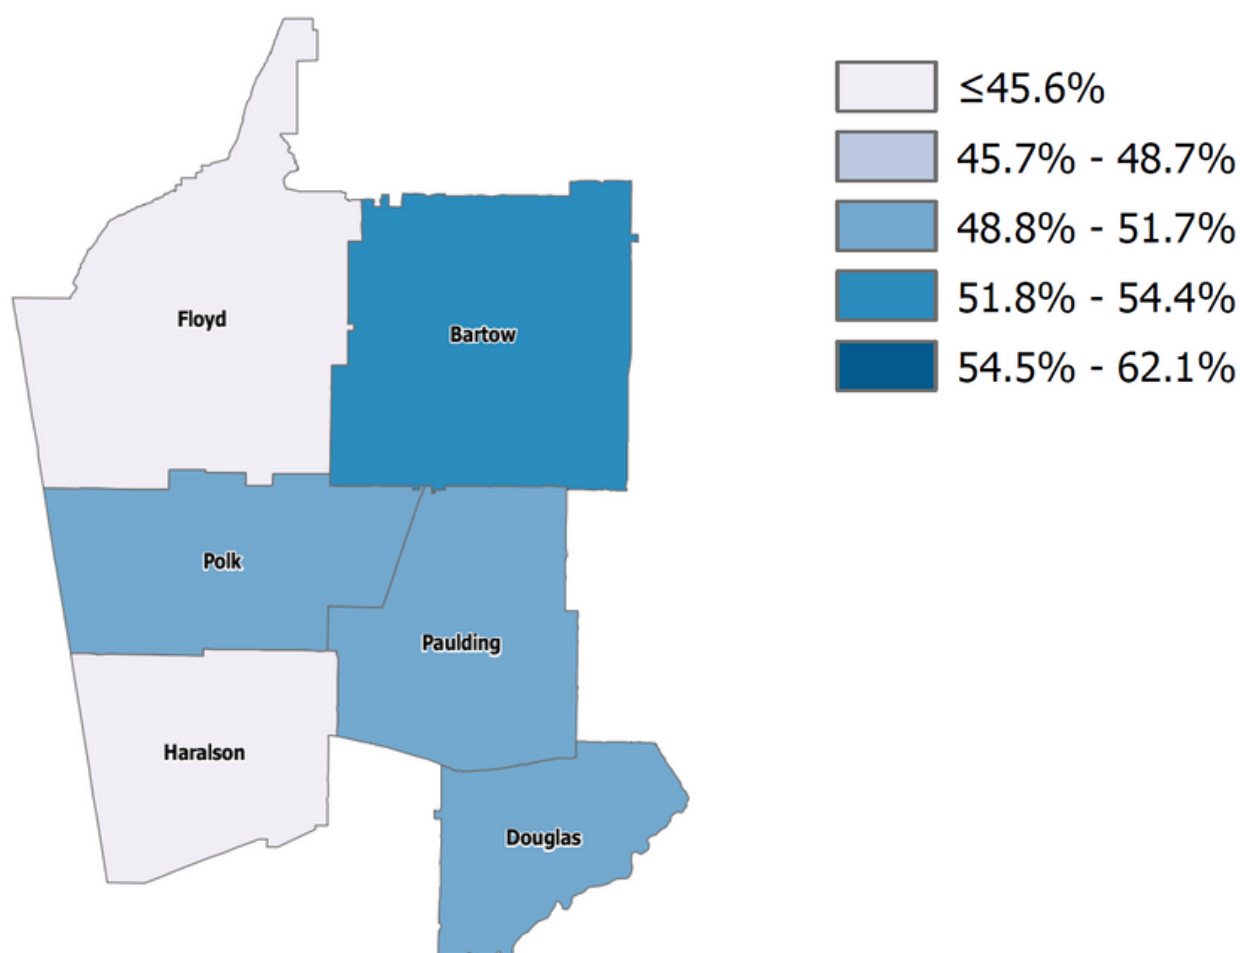 ≤45.6%
45.7% - 48.7%
48.8% - 51.7%
51.8% - 54.4%
54.5% - 62.1%
Floyd
Bartow
Polk
Paulding
Haralson
Douglas